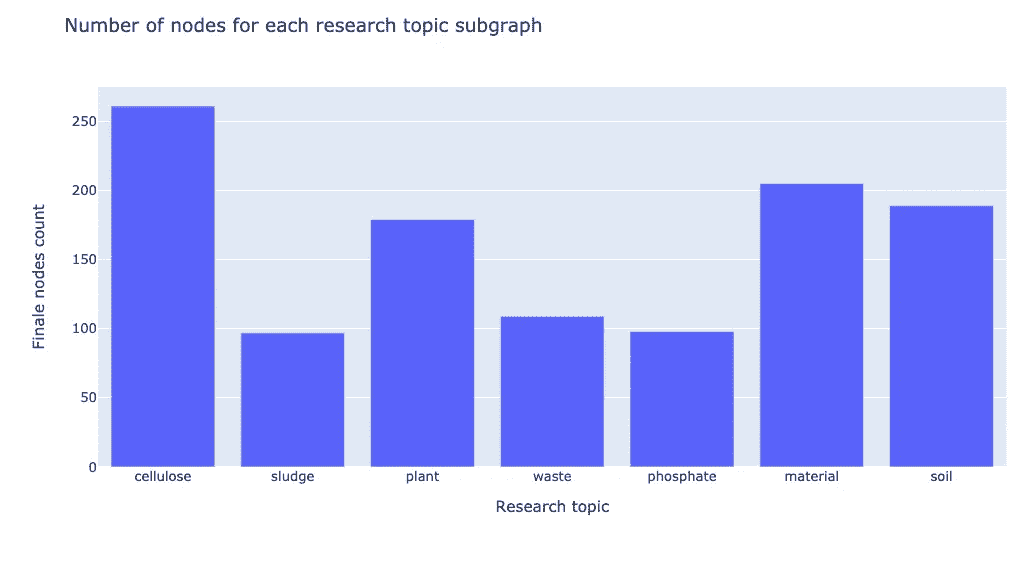 Number of nodes for each research topic subgraph
Finale nodes count
250
200
150
100
50
0
cellulose sludge plant waste phosphate material soil
Research topic